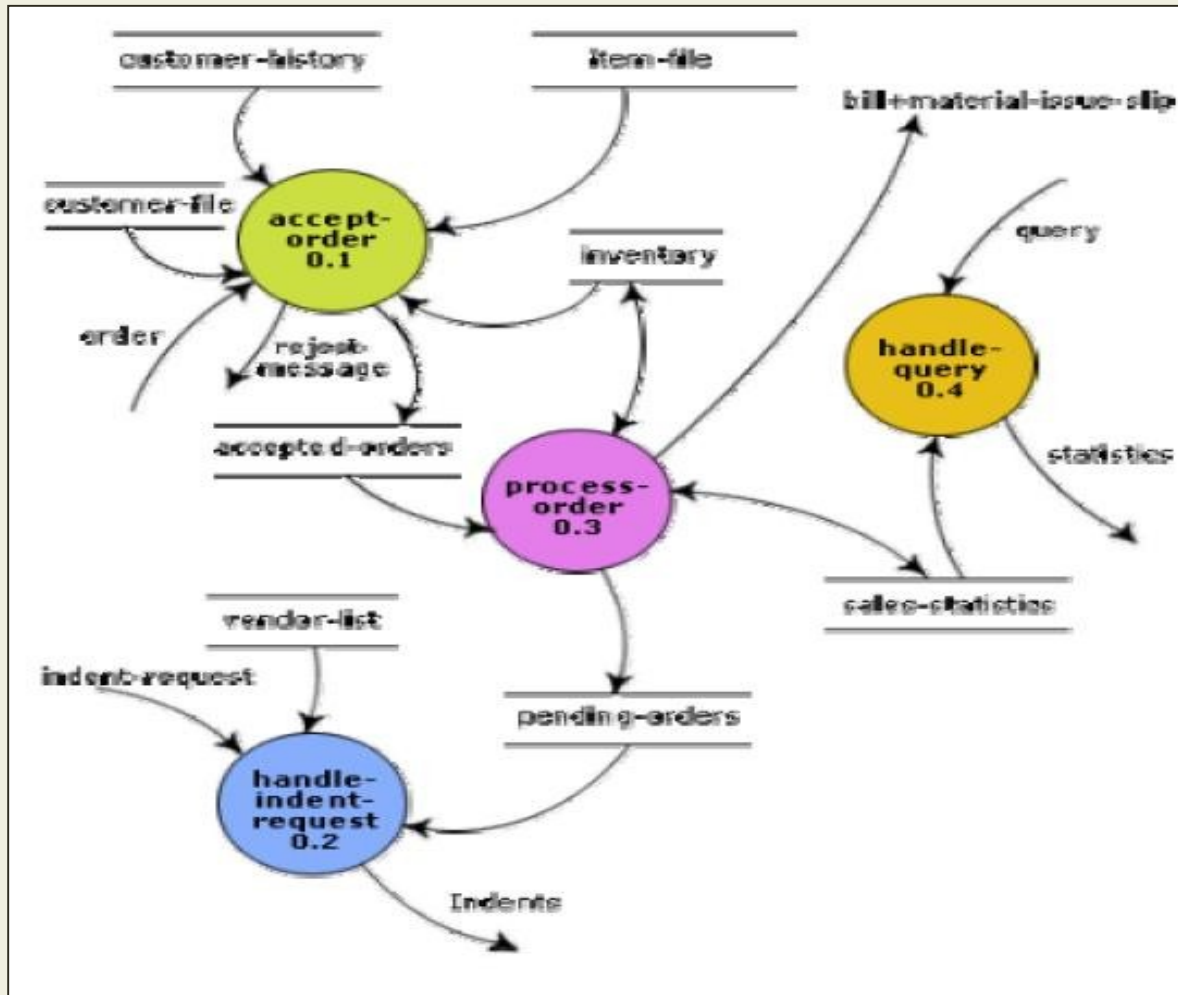 customer-history
item-file
bill+material-issue-slip
customer-file
accept-
order
0.1
query
inventory
order
reject-
message
handle-
query
0.4
accepted-orders
statistics
process-
order
0.3
vender-list
sales-statistics
indent-request
pending-orders
handle-
indent-
request
0.2
Indents